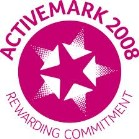 ACTIVEMARK 2008
REWARDING COMMITMENT